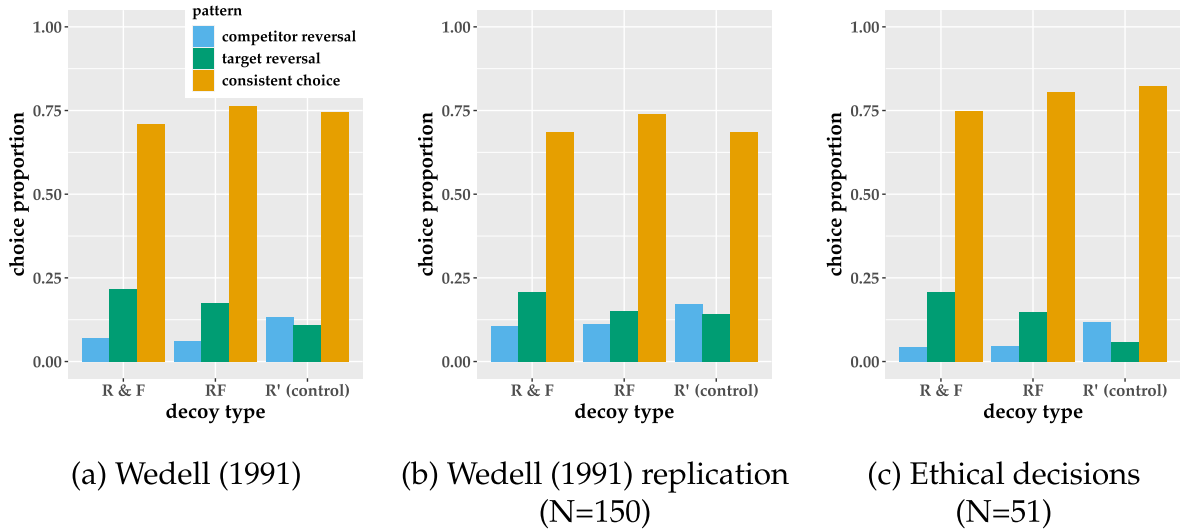 pattern
competitor reversal
target reversal
consistent choice
1.00
0.75
0.50
0.25
0.00
choice proportion
R & F RF R' (control)
decoy type
(a) Wedell (1991)
1.00
0.75
0.50
0.25
0.00
choice proportion
R & F RF R' (control)
decoy type
(b) Wedell (1991) replication
(N=150)
1.00
0.75
0.50
0.25
0.00
choice proportion
R & F RF R' (control)
decoy type
(c) Ethical decisions
(N=51)